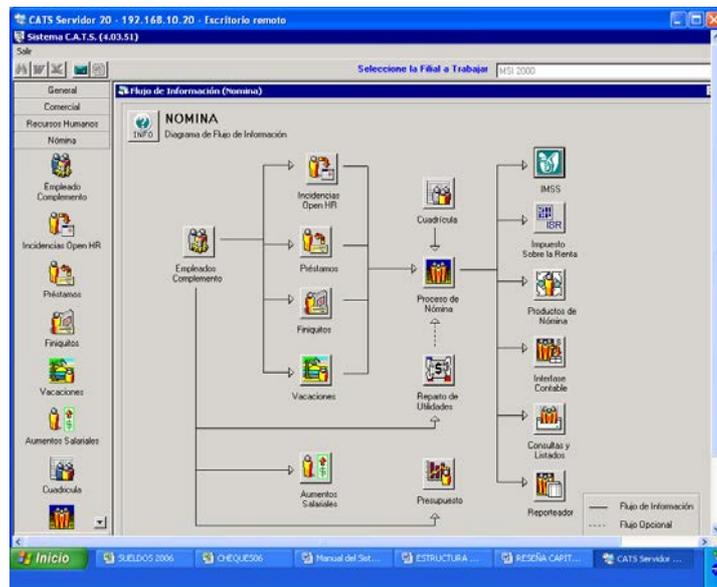 CATS Servidor 20 - 192.168.10.20 - Escritorio remoto
Sistema C.A.T.S. (4.03.51)
Salir
Seleccione la Filial a Trabajar
MSI 2000
General
Comercial
Recursos Humanos
Nómina
Empleado
Complemento
Incidencias Open HR
Préstamos
Finiquitos
Vacaciones
Aumentos Salariales
Cuadrícula
Flujo de Información (Nomina)
INFO
NOMINA
Diagrama de Flujo de Información
Empleados
Complemento
Incidencias
Open HR
Préstamos
Finiquitos
Vacaciones
Aumentos
Salariales
Cuadrícula
Proceso de
Nómina
Reparto de
Utilidades
Presupuesto
IMSS
ISR
Impuesto
Sobre la Renta
Productos de
Nómina
Interfase
Contable
Consultas y
Listados
Reporteador
Flujo de Información
Flujo Opcional
Inicio
SUELDOS 2006
CHEQUES06
Manual del Sist...
ESTRUCTURA ...
RESEÑA CAPIT...
CATS Servidor ...